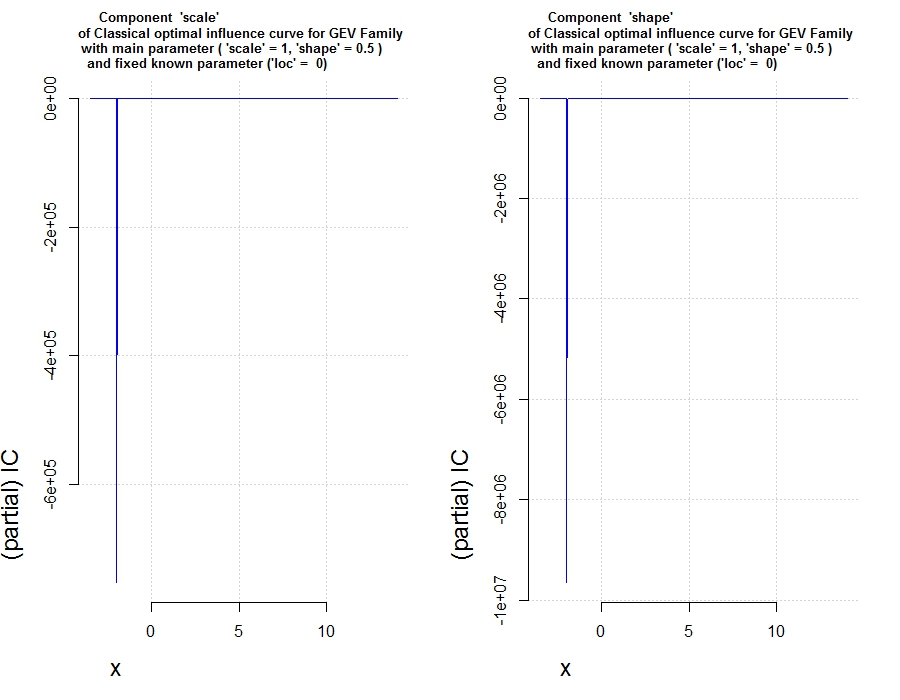 Component 'scale'
of Classical optimal influence curve for GEV Family
with main parameter ( 'scale' = 1, 'shape' = 0.5 )
and fixed known parameter ('loc' = 0)
0e+00
-2e+05
-4e+05
-6e+05
(partial) IC
0 5 10
x
Component 'shape'
of Classical optimal influence curve for GEV Family
with main parameter ( 'scale' = 1, 'shape' = 0.5 )
and fixed known parameter ('loc' = 0)
0e+00
-2e+06
-4e+06
-6e+06
-8e+06
-1e+07
(partial) IC
0 5 10
x